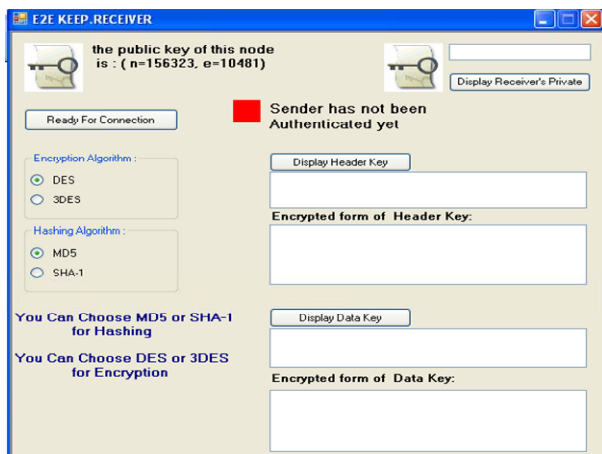 E2E KEEP.RECEIVER
the public key of this node
is : ( n=156323, e=10481)
Display Receiver's Private
Ready For Connection
Sender has not been
Authenticated yet
Encryption Algorithm :
DES
3DES
Display Header Key
Encrypted form of Header Key:
Hashing Algorithm :
MD5
SHA-1
You Can Choose MD5 or SHA-1
for Hashing
Display Data Key
You Can Choose DES or 3DES
for Encryption
Encrypted form of Data Key: